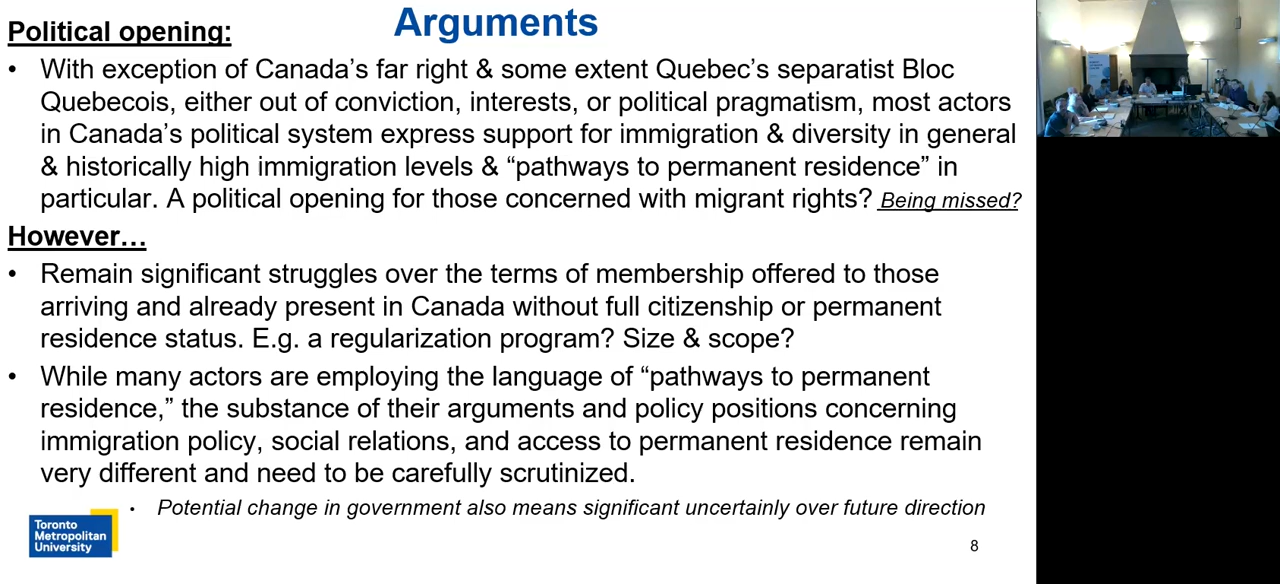 Arguments
Political opening:
• With exception of Canada’s far right & some extent Quebec’s separatist Bloc
Quebecois, either out of conviction, interests, or political pragmatism, most actors
in Canada’s political system express support for immigration & diversity in general
& historically high immigration levels & “pathways to permanent residence” in
particular. A political opening for those concerned with migrant rights? Being missed?
However…
• Remain significant struggles over the terms of membership offered to those
arriving and already present in Canada without full citizenship or permanent
residence status. E.g. a regularization program? Size & scope?
• While many actors are employing the language of “pathways to permanent
residence,” the substance of their arguments and policy positions concerning
immigration policy, social relations, and access to permanent residence remain
very different and need to be carefully scrutinized.
• Potential change in government also means significant uncertainly over future direction
Toronto
Metropolitan
University
8